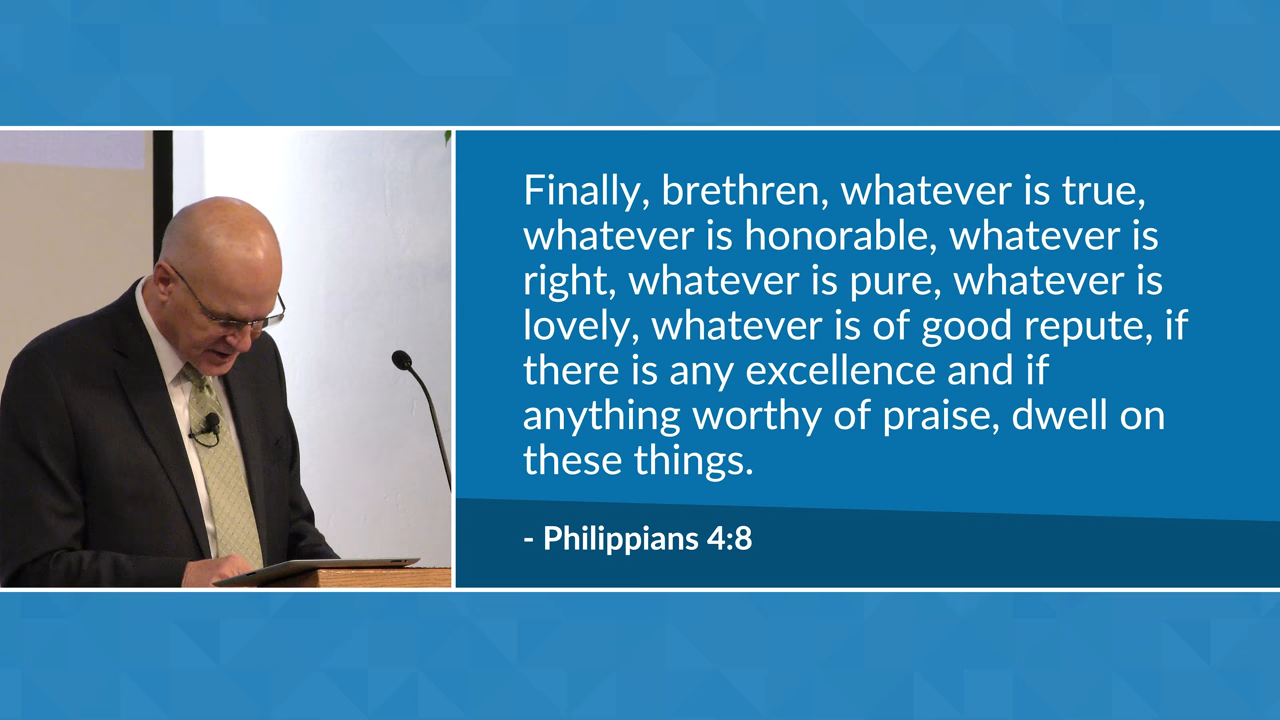 Finally, brethren, whatever is true,
whatever is honorable, whatever is
right, whatever is pure, whatever is
lovely, whatever is of good repute, if
there is any excellence and if
anything worthy of praise, dwell on
these things.
- Philippians 4:8